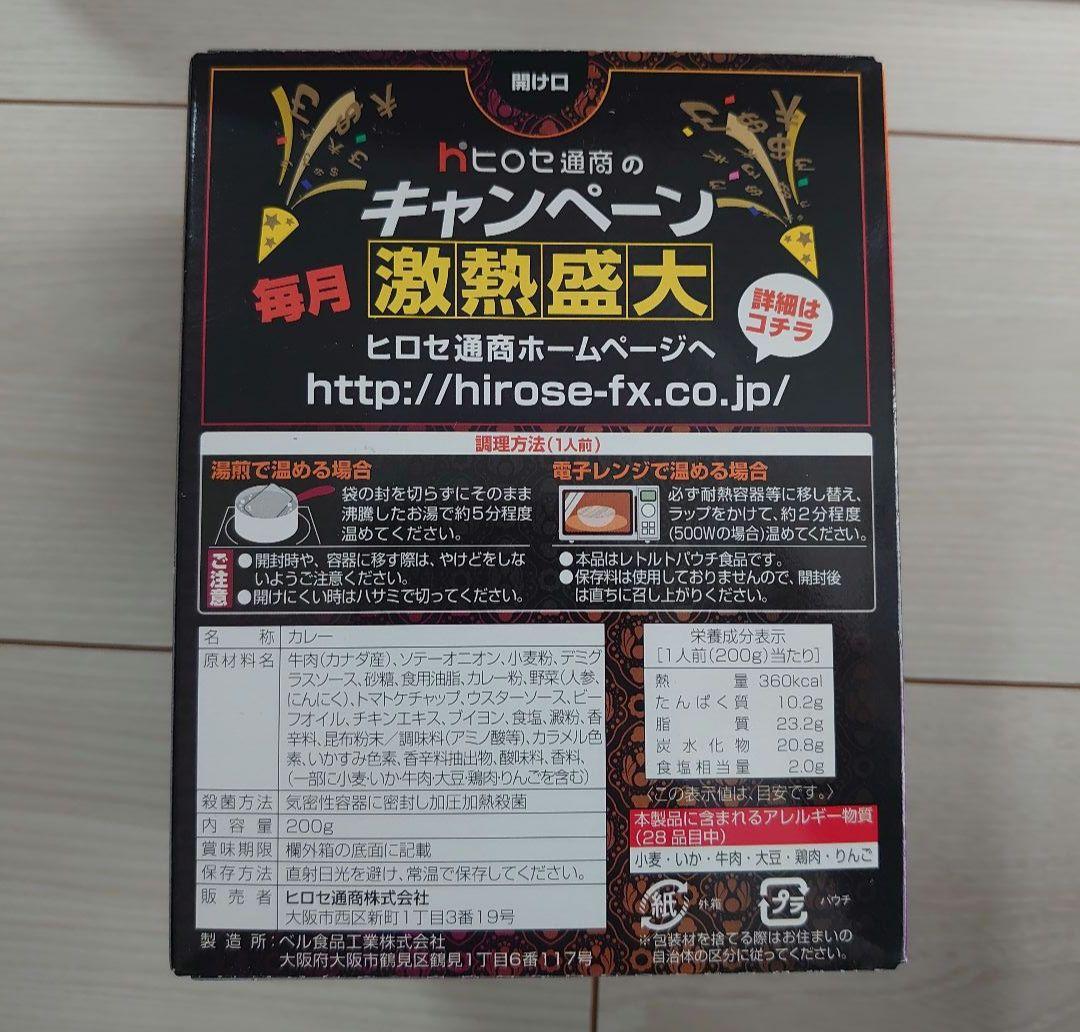 開け口
ヒロセ通商の
キャンペーン
毎月
激熱盛大
詳細は
コチラ
ヒロセ通商ホームページへ
http://hirose-fx.co.jp/
調理方法(1人前)
湯煎で温める場合
袋の封を切らずにそのまま
沸騰したお湯で約5分程度
温めてください。
電子レンジで温める場合
必ず耐熱容器等に移し替え、
ラップをかけて、約2分程度
(500Wの場合)温めてください。
ご注意
●開封時や、容器に移す際は、やけどをしな
いようご注意ください。
●開けにくい時はハサミで切ってください。
●本品はレトルトパウチ食品です。
●保存料は使用しておりませんので、開封後
は直ちに召し上がりください。
名称 カレー
原材料名 牛肉(カナダ産)、ソテーオニオン、小麦粉、デミグ
ラスソース、砂糖、食用油脂、カレー粉、野菜(人参、
にんにく)、トマトケチャップ、ウスターソース、ビー
フオイル、チキンエキス、ブイヨン、食塩、澱粉、香
辛料、昆布粉末/調味料(アミノ酸等)、カラメル色
素、いかすみ色素、香辛料抽出物、酸味料、香料、
(一部に小麦・いか・牛肉・大豆・鶏肉・りんごを含む)
殺菌方法 気密性容器に密封し加圧加熱殺菌
内容量 200g
賞味期限 欄外箱の底面に記載
保存方法 直射日光を避け、常温で保存してください。
販売者 ヒロセ通商株式会社
大阪市西区新町1丁目3番19号
製造所:ベル食品工業株式会社
大阪府大阪市鶴見区鶴見1丁目6番117号
栄養成分表示
[1人前(200g)当たり]
熱量 360kcal
たんぱく質 10.2g
脂質 23.2g
炭水化物 20.8g
食塩相当量 2.0g
〈この表示値は、目安です。〉
本製品に含まれるアレルギー物質
(28品目中)
小麦・いか・牛肉・大豆・鶏肉・りんご
紙 外箱
プラ パウチ
※包装材を捨てる際はお住まいの
自治体の区分に従ってください。